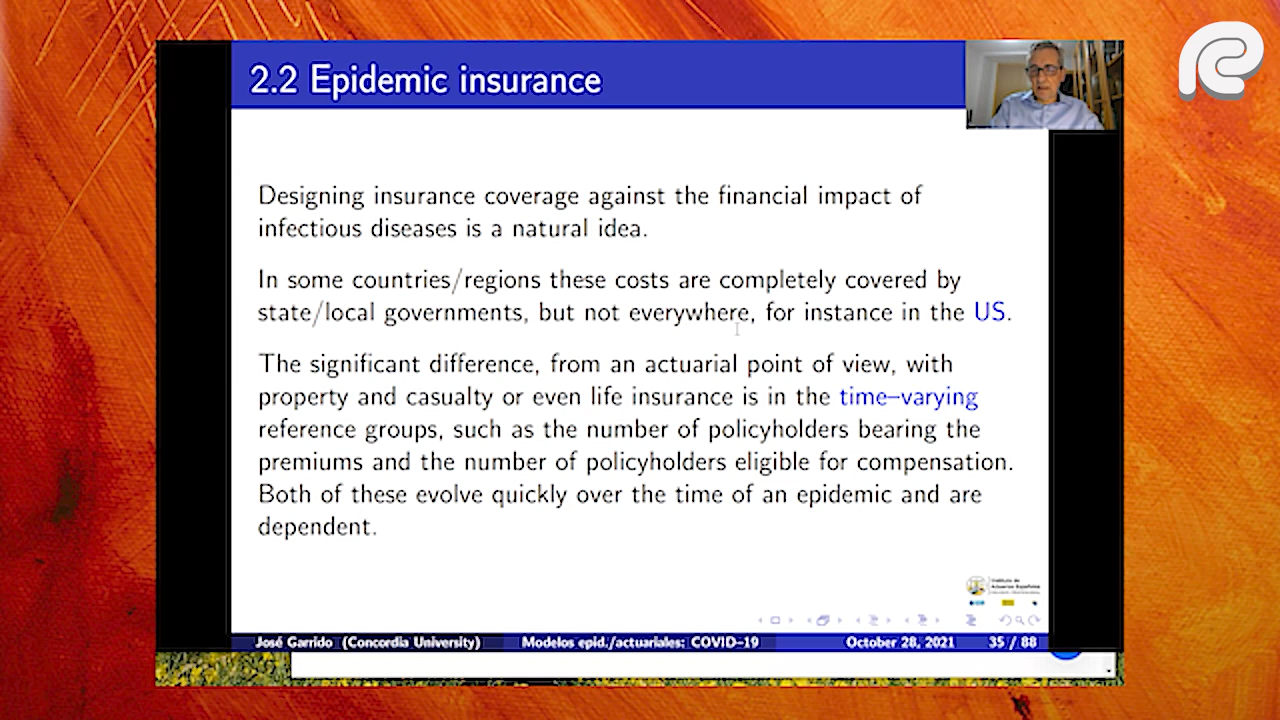 2.2 Epidemic insurance
Designing insurance coverage against the financial impact of
infectious diseases is a natural idea.
In some countries/regions these costs are completely covered by
state/local governments, but not everywhere, for instance in the US.
The significant difference, from an actuarial point of view, with
property and casualty or even life insurance is in the time–varying
reference groups, such as the number of policyholders bearing the
premiums and the number of policyholders eligible for compensation.
Both of these evolve quickly over the time of an epidemic and are
dependent.
Instituto de
Actuarios Españoles
José Garrido (Concordia University) Modelos epid./actuariales: COVID–19 October 28, 2021 35 / 88